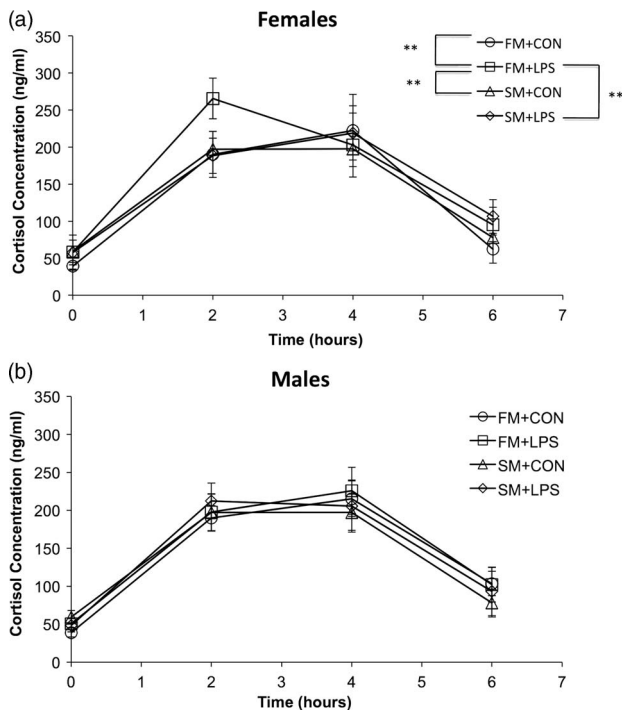 (a)
Females
Cortisol Concentration (ng/ml)
350
300
250
200
150
100
50
0
0 1 2 3 4 5 6 7
Time (hours)
** FM+CON
FM+LPS
** SM+CON
SM+LPS **
(b)
Males
Cortisol Concentration (ng/ml)
350
300
250
200
150
100
50
0
0 1 2 3 4 5 6 7
Time (hours)
FM+CON
FM+LPS
SM+CON
SM+LPS